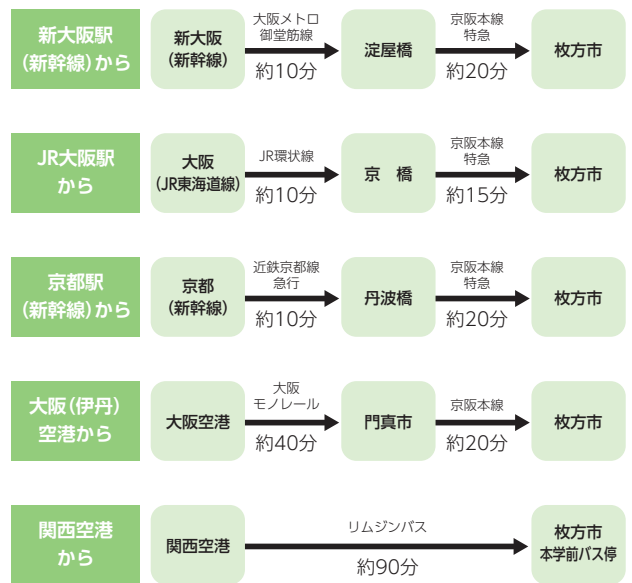 新大阪駅
(新幹線)から
新大阪
(新幹線)
大阪メトロ
御堂筋線
約10分
淀屋橋
京阪本線
特急
約20分
枚方市
JR大阪駅
から
大阪
(JR東海道線)
JR環状線
約10分
京　橋
京阪本線
特急
約15分
枚方市
京都駅
(新幹線)から
京都
(新幹線)
近鉄京都線
急行
約10分
丹波橋
京阪本線
特急
約20分
枚方市
大阪(伊丹)
空港から
大阪空港
大阪
モノレール
約40分
門真市
京阪本線
約20分
枚方市
関西空港
から
関西空港
リムジンバス
約90分
枚方市
本学前バス停